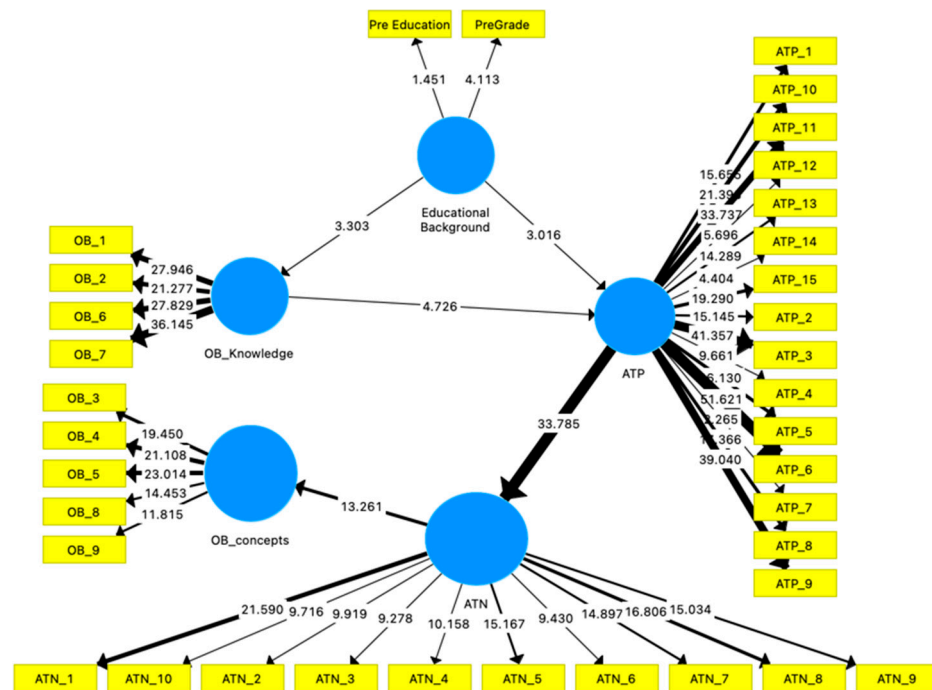 Pre Education
PreGrade
1.451
4.113
Educational
Background
3.303
3.016
OB_1
OB_2
OB_6
OB_7
27.946
21.277
27.829
36.145
OB_Knowledge
4.726
ATP
ATP_1
ATP_10
ATP_11
ATP_12
ATP_13
ATP_14
ATP_15
ATP_2
ATP_3
ATP_4
ATP_5
ATP_6
ATP_7
ATP_8
ATP_9
33.737
5.696
14.289
4.404
19.290
15.145
41.357
9.661
51.621
39.040
33.785
OB_3
OB_4
OB_5
OB_8
OB_9
19.450
21.108
23.014
14.453
11.815
OB_concepts
13.261
ATN
21.590
9.716
9.919
9.278
10.158
15.167
9.430
14.897
16.806
15.034
ATN_1
ATN_10
ATN_2
ATN_3
ATN_4
ATN_5
ATN_6
ATN_7
ATN_8
ATN_9